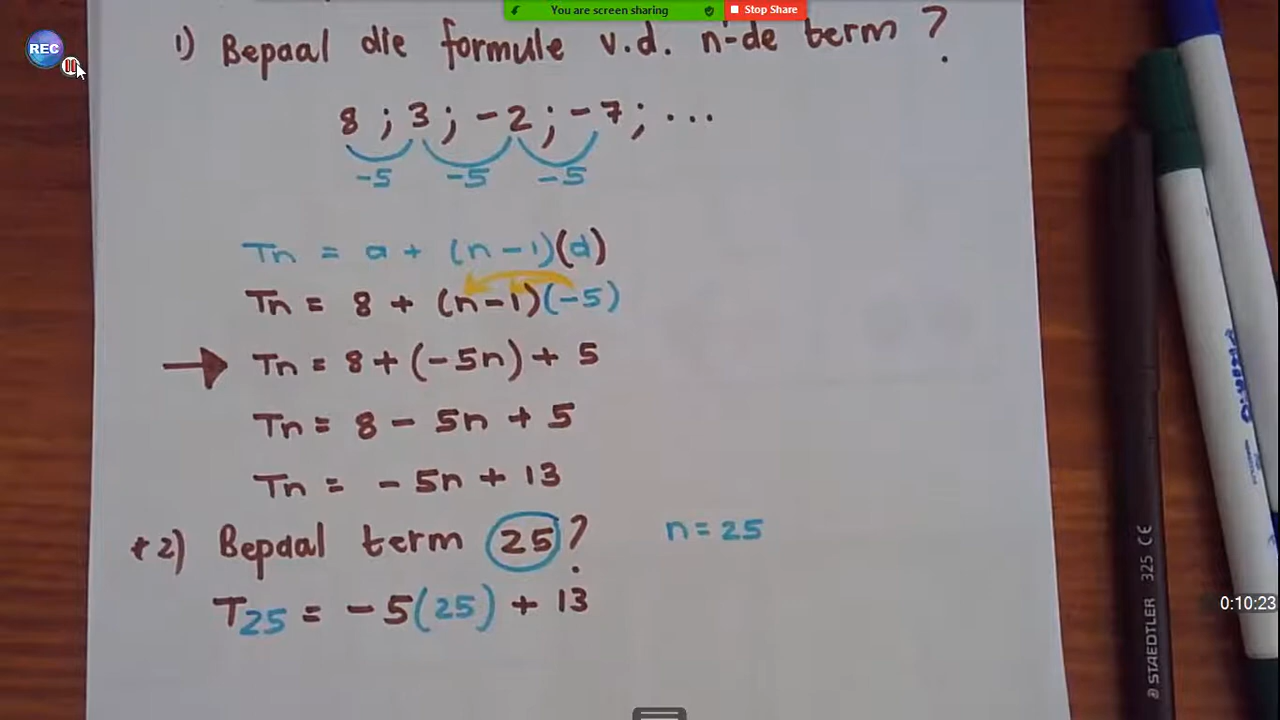 You are screen sharing Stop Share
REC
1) Bepaal die formule v.d. n'de term?
8 ; 3 ; -2 ; -7 ; ...
-5 -5 -5
Tn = a + (n-1)(d)
Tn = 8 + (n-1)(-5)
→ Tn = 8 + (-5n) + 5
Tn = 8 - 5n + 5
Tn = -5n + 13
*2) Bepaal term 25? n = 25
T25 = -5(25) + 13
0:10:23
STAEDTLER 325 CE